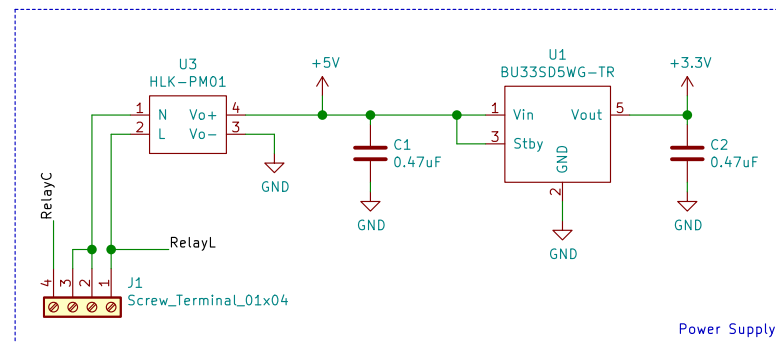 U3
HLK-PM01
1 N Vo+ 4
2 L Vo- 3
GND
+5V
C1
0.47uF
GND
U1
BU33SD5WG-TR
1 Vin Vout 5
3 Stby
GND
2
GND
+3.3V
C2
0.47uF
GND
RelayC
RelayL
4 3 2 1
J1
Screw_Terminal_01x04
Power Supply